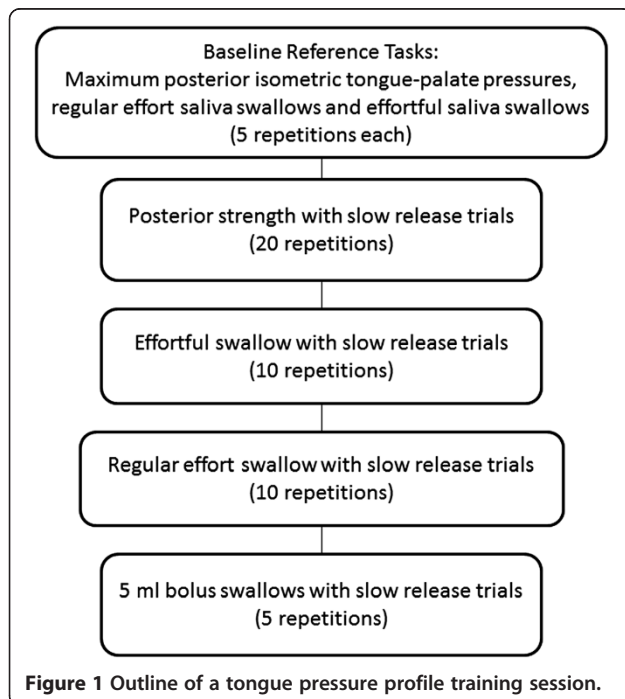 Baseline Reference Tasks:
Maximum posterior isometric tongue-palate pressures,
regular effort saliva swallows and effortful saliva swallows
(5 repetitions each)
Posterior strength with slow release trials
(20 repetitions)
Effortful swallow with slow release trials
(10 repetitions)
Regular effort swallow with slow release trials
(10 repetitions)
5 ml bolus swallows with slow release trials
(5 repetitions)
Figure 1 Outline of a tongue pressure profile training session.